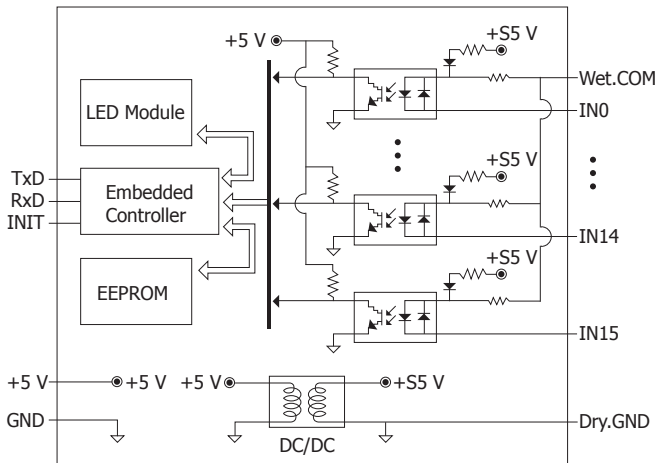 +5 V
+S5 V
Wet.COM
LED Module
IN0
+S5 V
TxD
Embedded
Controller
RxD
INIT
IN14
+S5 V
EEPROM
IN15
+5 V
+5 V
+5 V
+S5 V
GND
Dry.GND
DC/DC